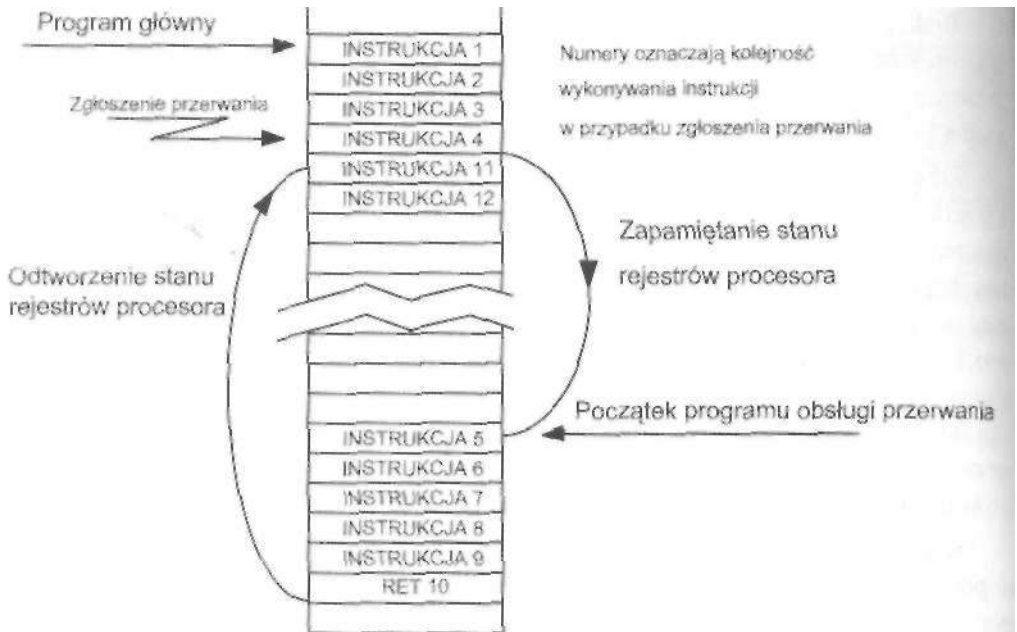 Program główny
INSTRUKCJA 1
INSTRUKCJA 2
INSTRUKCJA 3
INSTRUKCJA 4
INSTRUKCJA 11
INSTRUKCJA 12
Numery oznaczają kolejność
wykonywania instrukcji
w przypadku zgłoszenia przerwania
Zgłoszenie przerwania
Zapamiętanie stanu
rejestrów procesora
Odtworzenie stanu
rejestrów procesora
Początek programu obsługi przerwania
INSTRUKCJA 5
INSTRUKCJA 6
INSTRUKCJA 7
INSTRUKCJA 8
INSTRUKCJA 9
RET 10